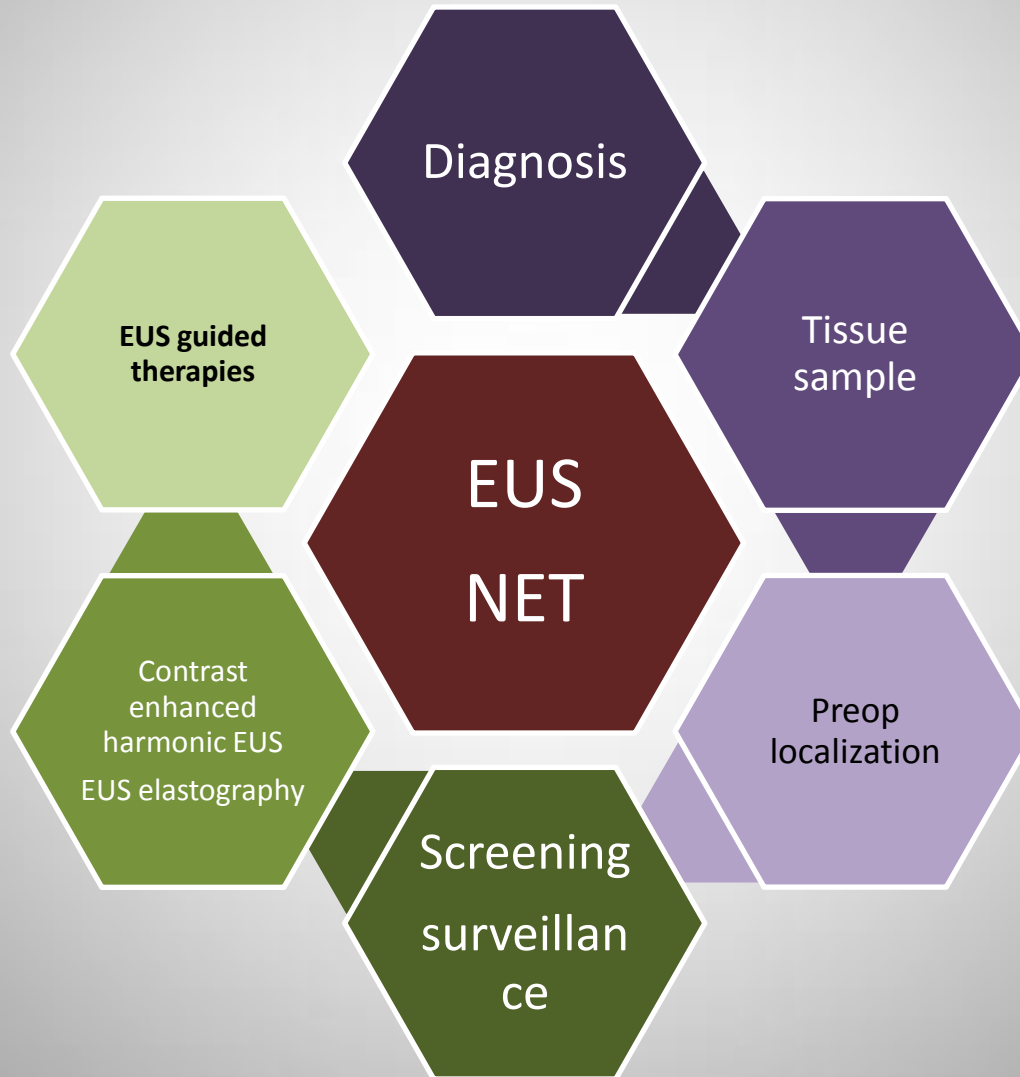 Diagnosis
Tissue
sample
Preop
localization
Screening
surveillan
ce
Contrast
enhanced
harmonic EUS
EUS elastography
EUS guided
therapies
EUS
NET